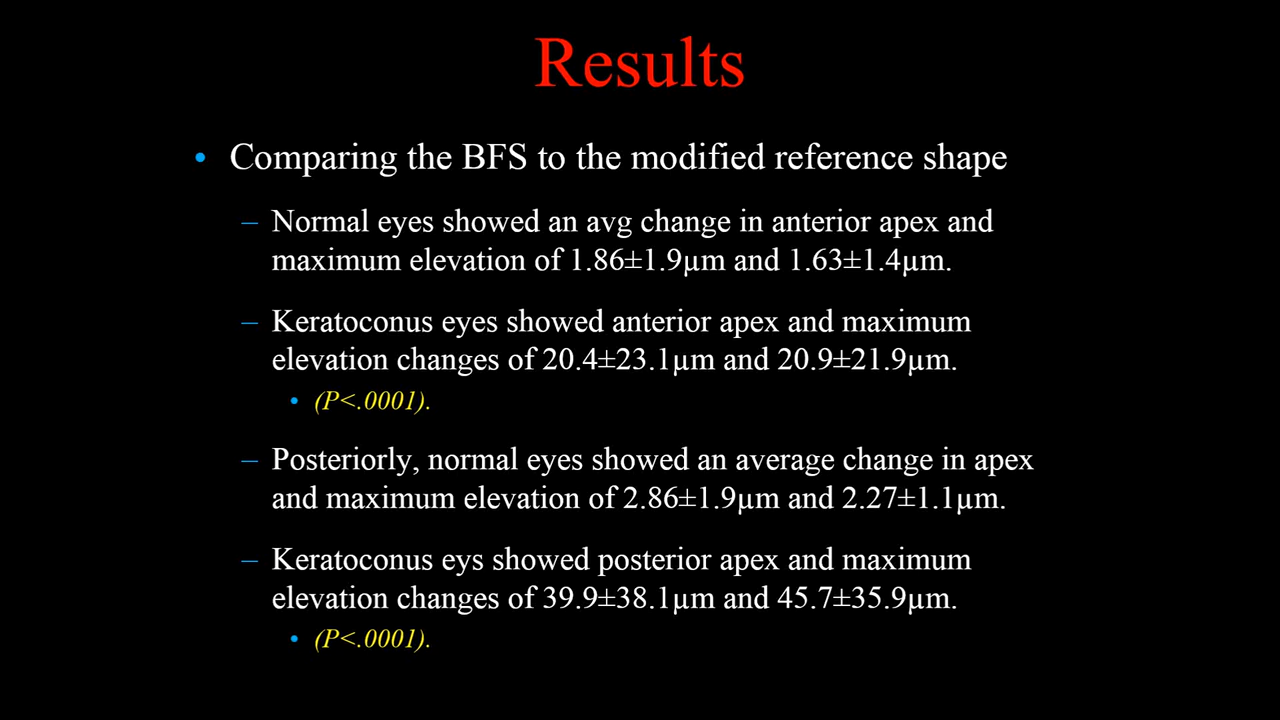 Results
• Comparing the BFS to the modified reference shape
– Normal eyes showed an avg change in anterior apex and
maximum elevation of 1.86±1.9µm and 1.63±1.4µm.
– Keratoconus eyes showed anterior apex and maximum
elevation changes of 20.4±23.1µm and 20.9±21.9µm.
• (P<.0001).
– Posteriorly, normal eyes showed an average change in apex
and maximum elevation of 2.86±1.9µm and 2.27±1.1µm.
– Keratoconus eys showed posterior apex and maximum
elevation changes of 39.9±38.1µm and 45.7±35.9µm.
• (P<.0001).